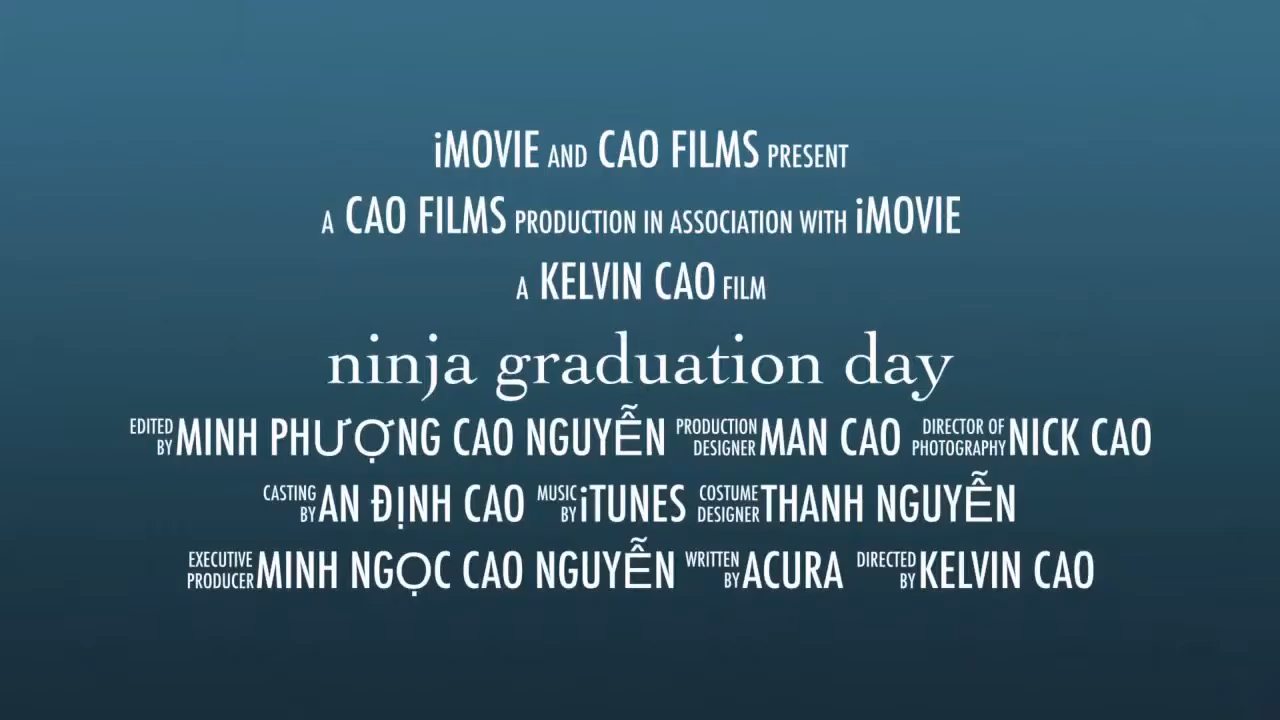 iMOVIE AND CAO FILMS PRESENT
A CAO FILMS PRODUCTION IN ASSOCIATION WITH iMOVIE
A KELVIN CAO FILM
ninja graduation day
EDITED BY MINH PHƯỢNG CAO NGUYỄN PRODUCTION DESIGNER MAN CAO DIRECTOR OF PHOTOGRAPHY NICK CAO
CASTING BY AN ĐỊNH CAO MUSIC BY iTUNES COSTUME DESIGNER THANH NGUYỄN
EXECUTIVE PRODUCER MINH NGỌC CAO NGUYỄN WRITTEN BY ACURA DIRECTED BY KELVIN CAO